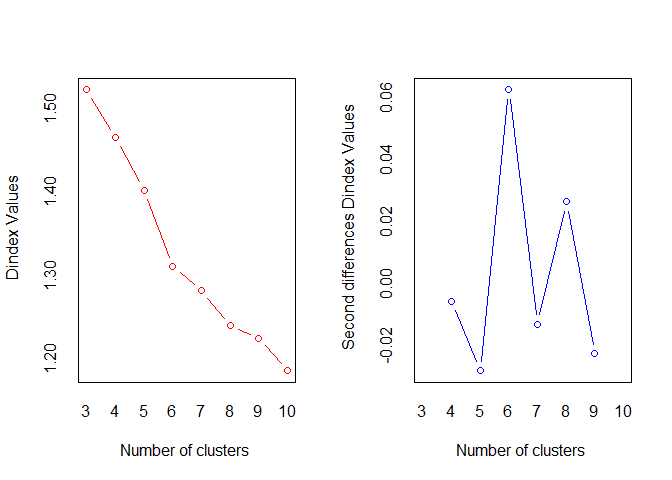 Dindex Values
1.50
1.40
1.30
1.20
3 4 5 6 7 8 9 10
Number of clusters
Second differences Dindex Values
0.06
0.04
0.02
0.00
-0.02
3 4 5 6 7 8 9 10
Number of clusters